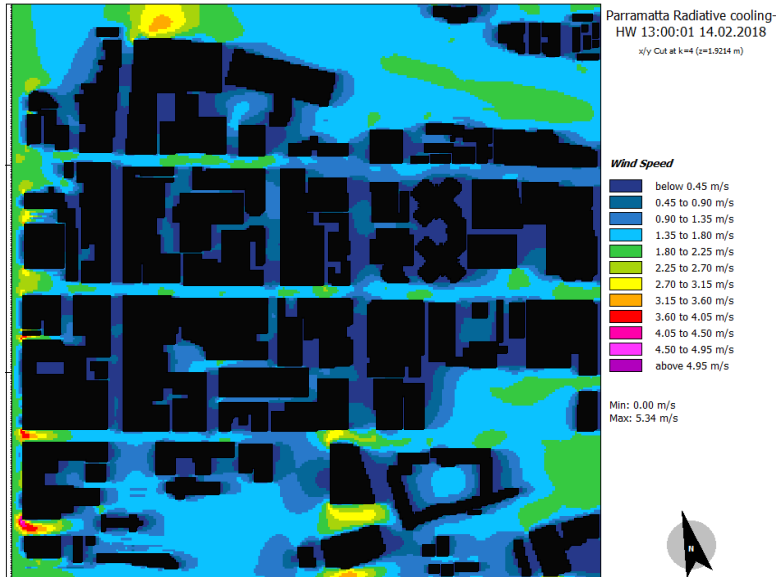 Parramatta Radiative cooling-
HW 13:00:01 14.02.2018
x/y Cut at k=4 (z=1.9214 m)
Wind Speed
below 0.45 m/s
0.45 to 0.90 m/s
0.90 to 1.35 m/s
1.35 to 1.80 m/s
1.80 to 2.25 m/s
2.25 to 2.70 m/s
2.70 to 3.15 m/s
3.15 to 3.60 m/s
3.60 to 4.05 m/s
4.05 to 4.50 m/s
4.50 to 4.95 m/s
above 4.95 m/s
Min: 0.00 m/s
Max: 5.34 m/s
N